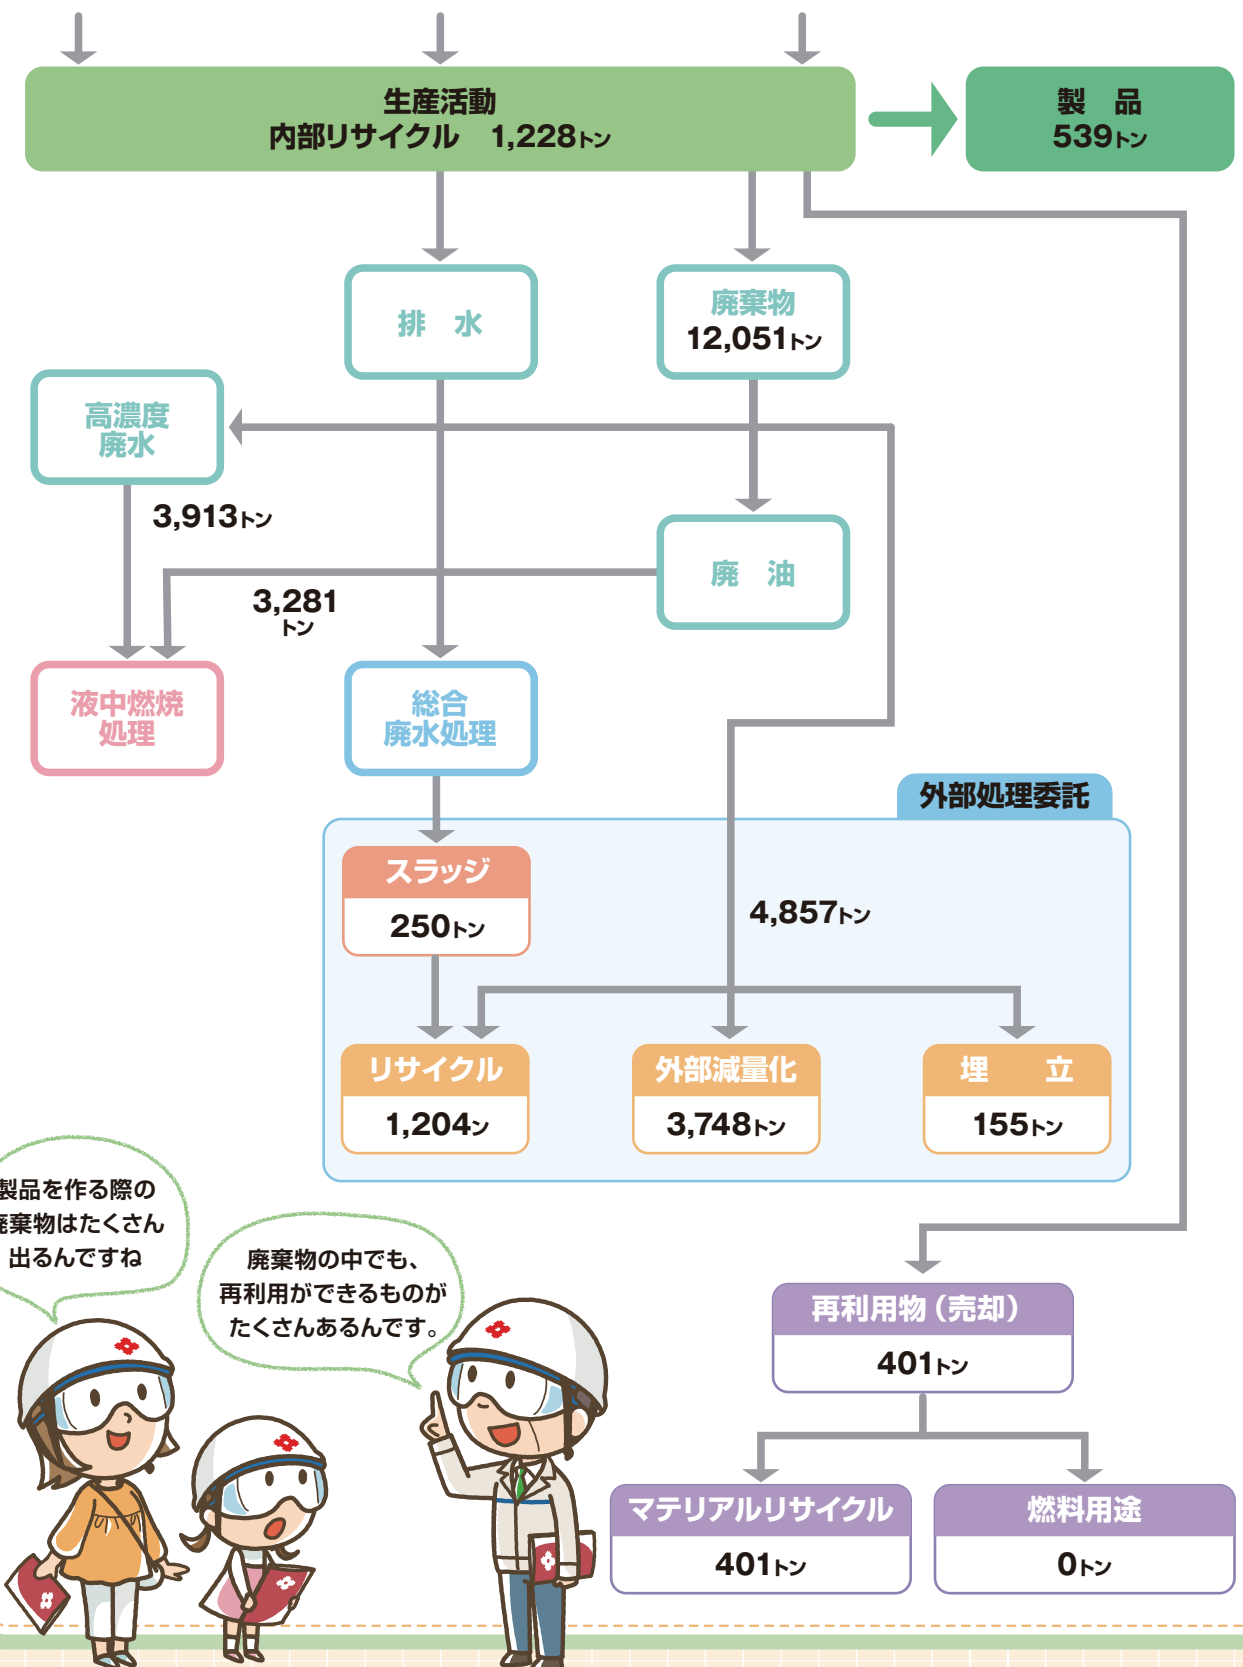 生産活動
内部リサイクル 1,228トン
製 品
539トン
排 水
廃棄物
12,051トン
高濃度
廃水
3,913トン
廃 油
3,281
トン
液中燃焼
処理
総合
廃水処理
外部処理委託
スラッジ
250トン
4,857トン
リサイクル
1,204ン
外部減量化
3,748トン
埋 立
155トン
製品を作る際の
廃棄物はたくさん
出るんですね
廃棄物の中でも、
再利用ができるものが
たくさんあるんです。
再利用物(売却)
401トン
マテリアルリサイクル
401トン
燃料用途
0トン